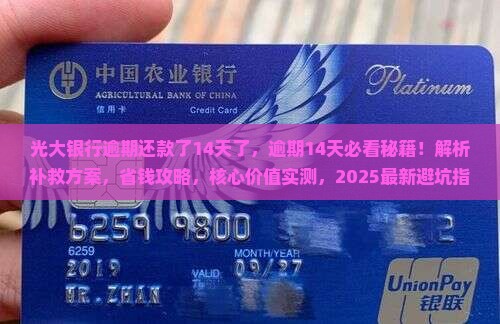 中国农业银行
Platinum
AGRICULTURAL BANK OF CHINA
信用卡 Credit Card
光大银行逾期还款了14天了，逾期14天必看秘籍！解析
补救方案，省钱攻略，核心价值实测，2025最新避坑指
6259 9800 2
6259
MONTH/YEAR
2019 VALID 09/27
MR.ZHAN
UnionPay
银联